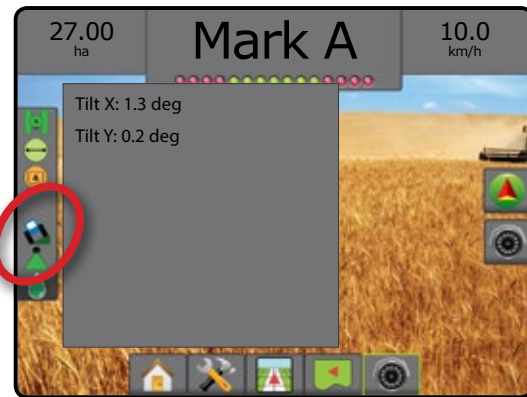 27.00
ha
Mark A
10.0
km/h
Tilt X: 1.3 deg
Tilt Y: 0.2 deg